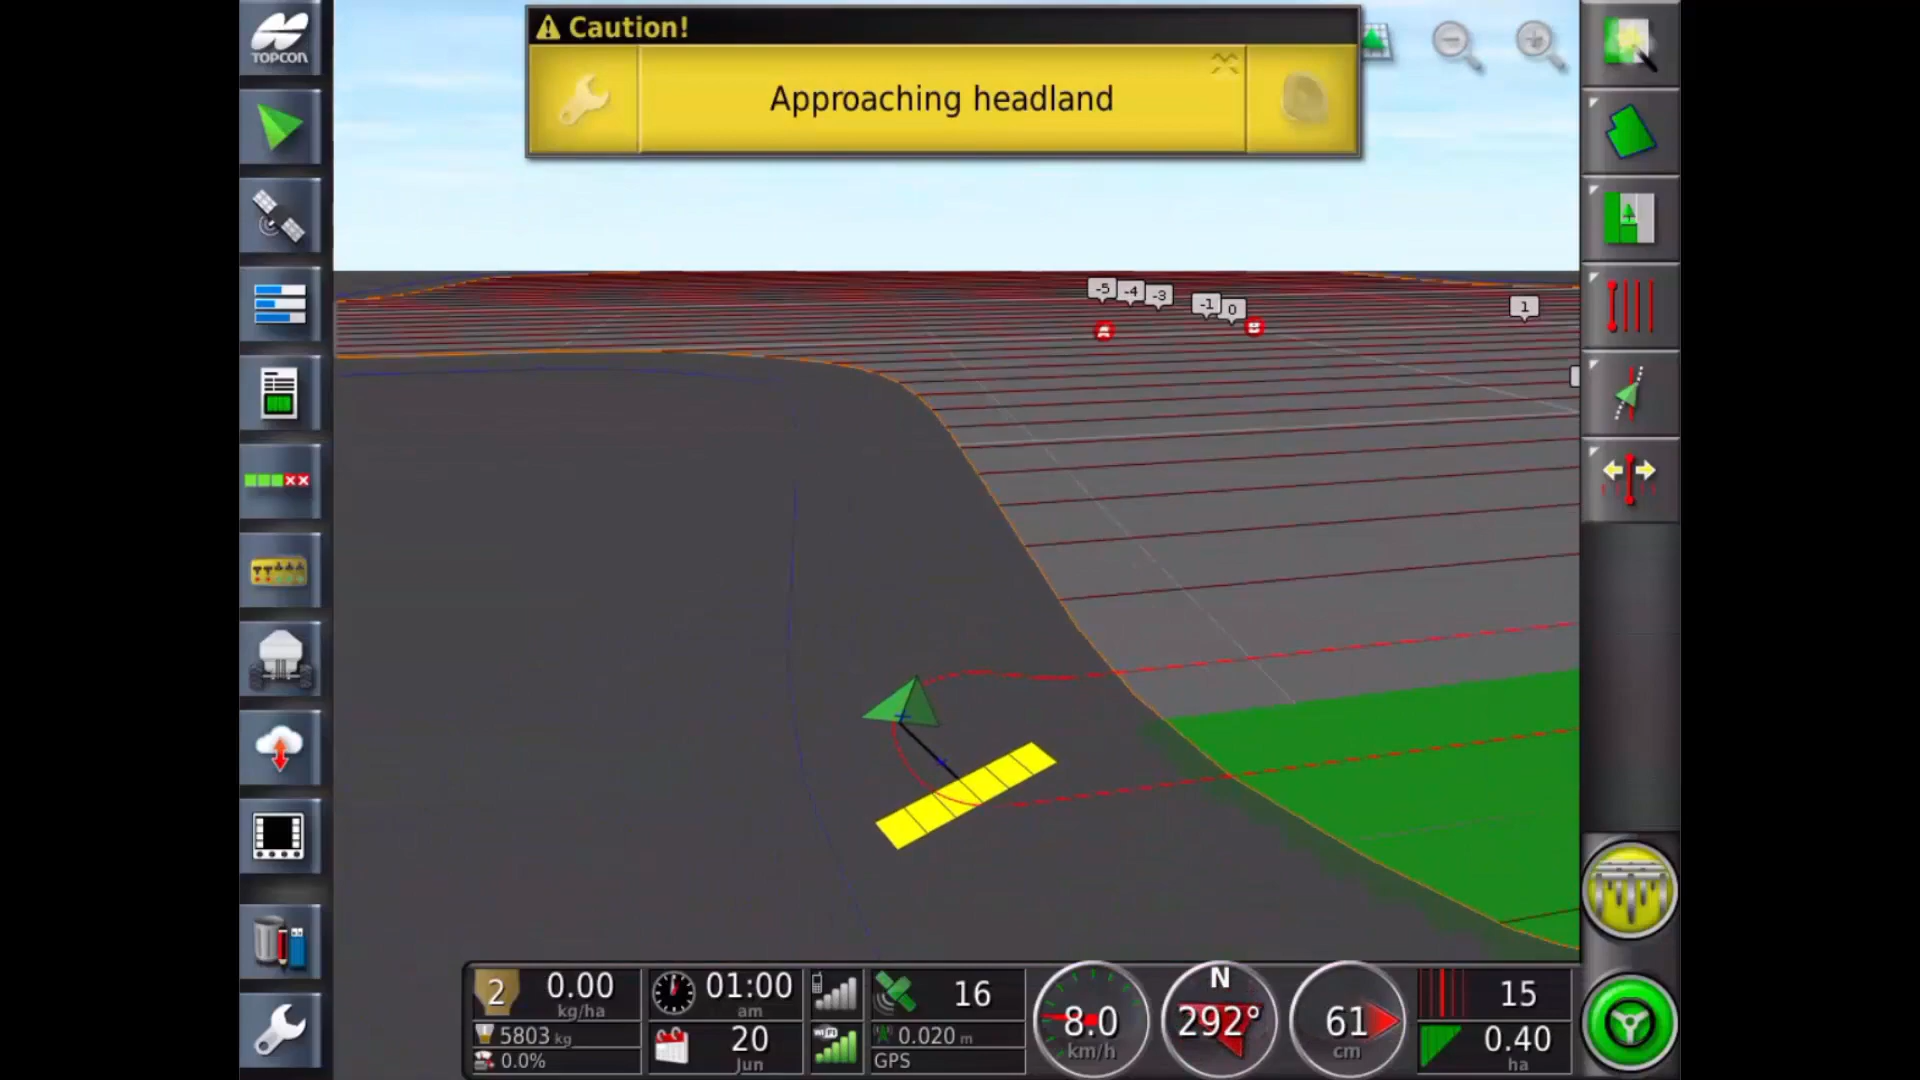 TOPCON
Caution!
Approaching headland
-5
-4
-3
-1
0
1
2
0.00
kg/ha
5803 kg
0.0%
01:00
am
20
Jun
WiFi
16
0.020 m
GPS
8.0
km/h
N
292°
61
cm
15
0.40
ha